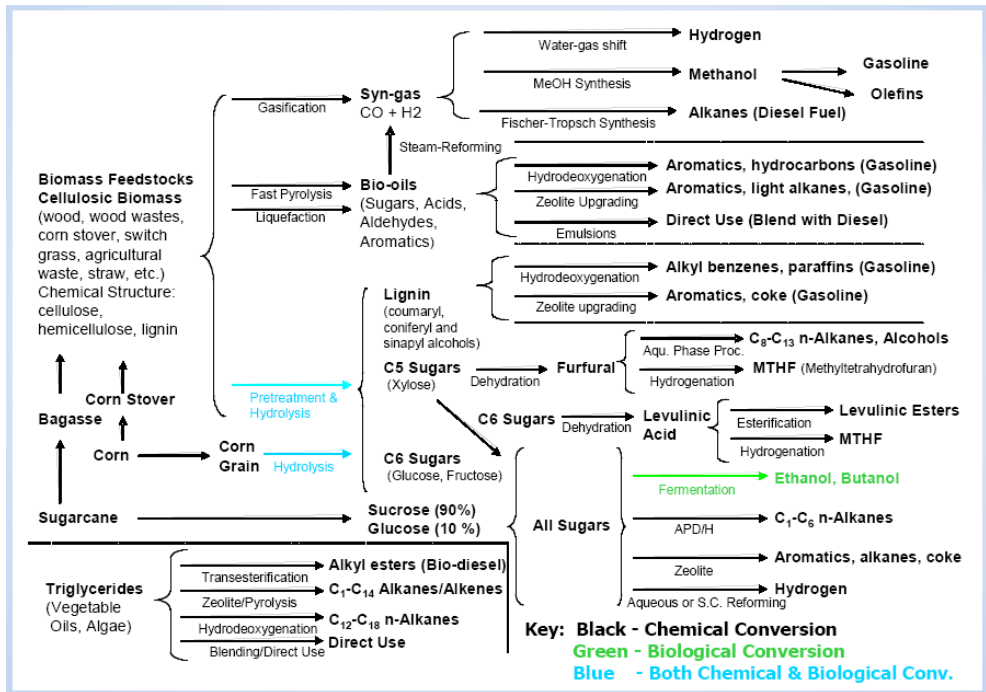 Water-gas shift
Hydrogen
MeOH Synthesis
Methanol
Gasoline
Olefins
Gasification
Syn-gas
CO + H2
Fischer-Tropsch Synthesis
Alkanes (Diesel Fuel)
Steam-Reforming
Biomass Feedstocks
Cellulosic Biomass
(wood, wood wastes,
corn stover, switch
grass, agricultural
waste, straw, etc.)
Chemical Structure:
cellulose,
hemicellulose, lignin
Fast Pyrolysis
Liquefaction
Bio-oils
(Sugars, Acids,
Aldehydes,
Aromatics)
Hydrodeoxygenation
Aromatics, hydrocarbons (Gasoline)
Zeolite Upgrading
Aromatics, light alkanes, (Gasoline)
Emulsions
Direct Use (Blend with Diesel)
Hydrodeoxygenation
Alkyl benzenes, paraffins (Gasoline)
Zeolite upgrading
Aromatics, coke (Gasoline)
Lignin
(coumaryl,
coniferyl and
sinapyl alcohols)
C5 Sugars
(Xylose)
Dehydration
Furfural
Aqu. Phase Proc.
C8-C13 n-Alkanes, Alcohols
Hydrogenation
MTHF (Methyltetrahydrofuran)
Pretreatment &
Hydrolysis
Corn Stover
Bagasse
Corn
Corn
Grain
Hydrolysis
C6 Sugars
(Glucose, Fructose)
C6 Sugars
Dehydration
Levulinic
Acid
Esterification
Levulinic Esters
Hydrogenation
MTHF
Sugarcane
Sucrose (90%)
Glucose (10 %)
All Sugars
Fermentation
Ethanol, Butanol
APD/H
C1-C6 n-Alkanes
Zeolite
Aromatics, alkanes, coke
Aqueous or S.C. Reforming
Hydrogen
Triglycerides
(Vegetable
Oils, Algae)
Transesterification
Alkyl esters (Bio-diesel)
Zeolite/Pyrolysis
C1-C14 Alkanes/Alkenes
Hydrodeoxygenation
C12-C18 n-Alkanes
Blending/Direct Use
Direct Use
Key: Black - Chemical Conversion
Green - Biological Conversion
Blue - Both Chemical & Biological Conv.